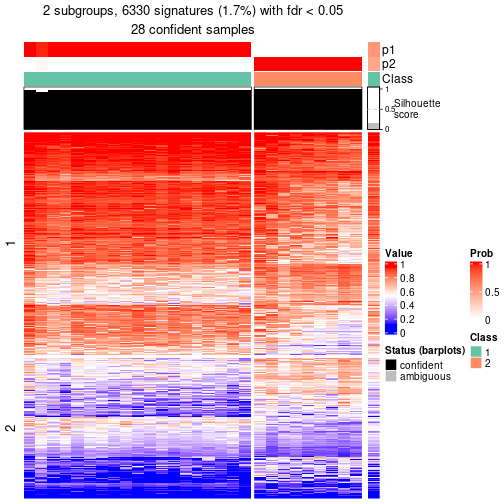 2 subgroups, 6330 signatures (1.7%) with fdr < 0.05
28 confident samples
p1
p2
Class
1
0.5
0
Silhouette
score
1
2
Value
1
0.8
0.6
0.4
0.2
0
Prob
1
0.5
0
Status (barplots)
confident
ambiguous
Class
1
2